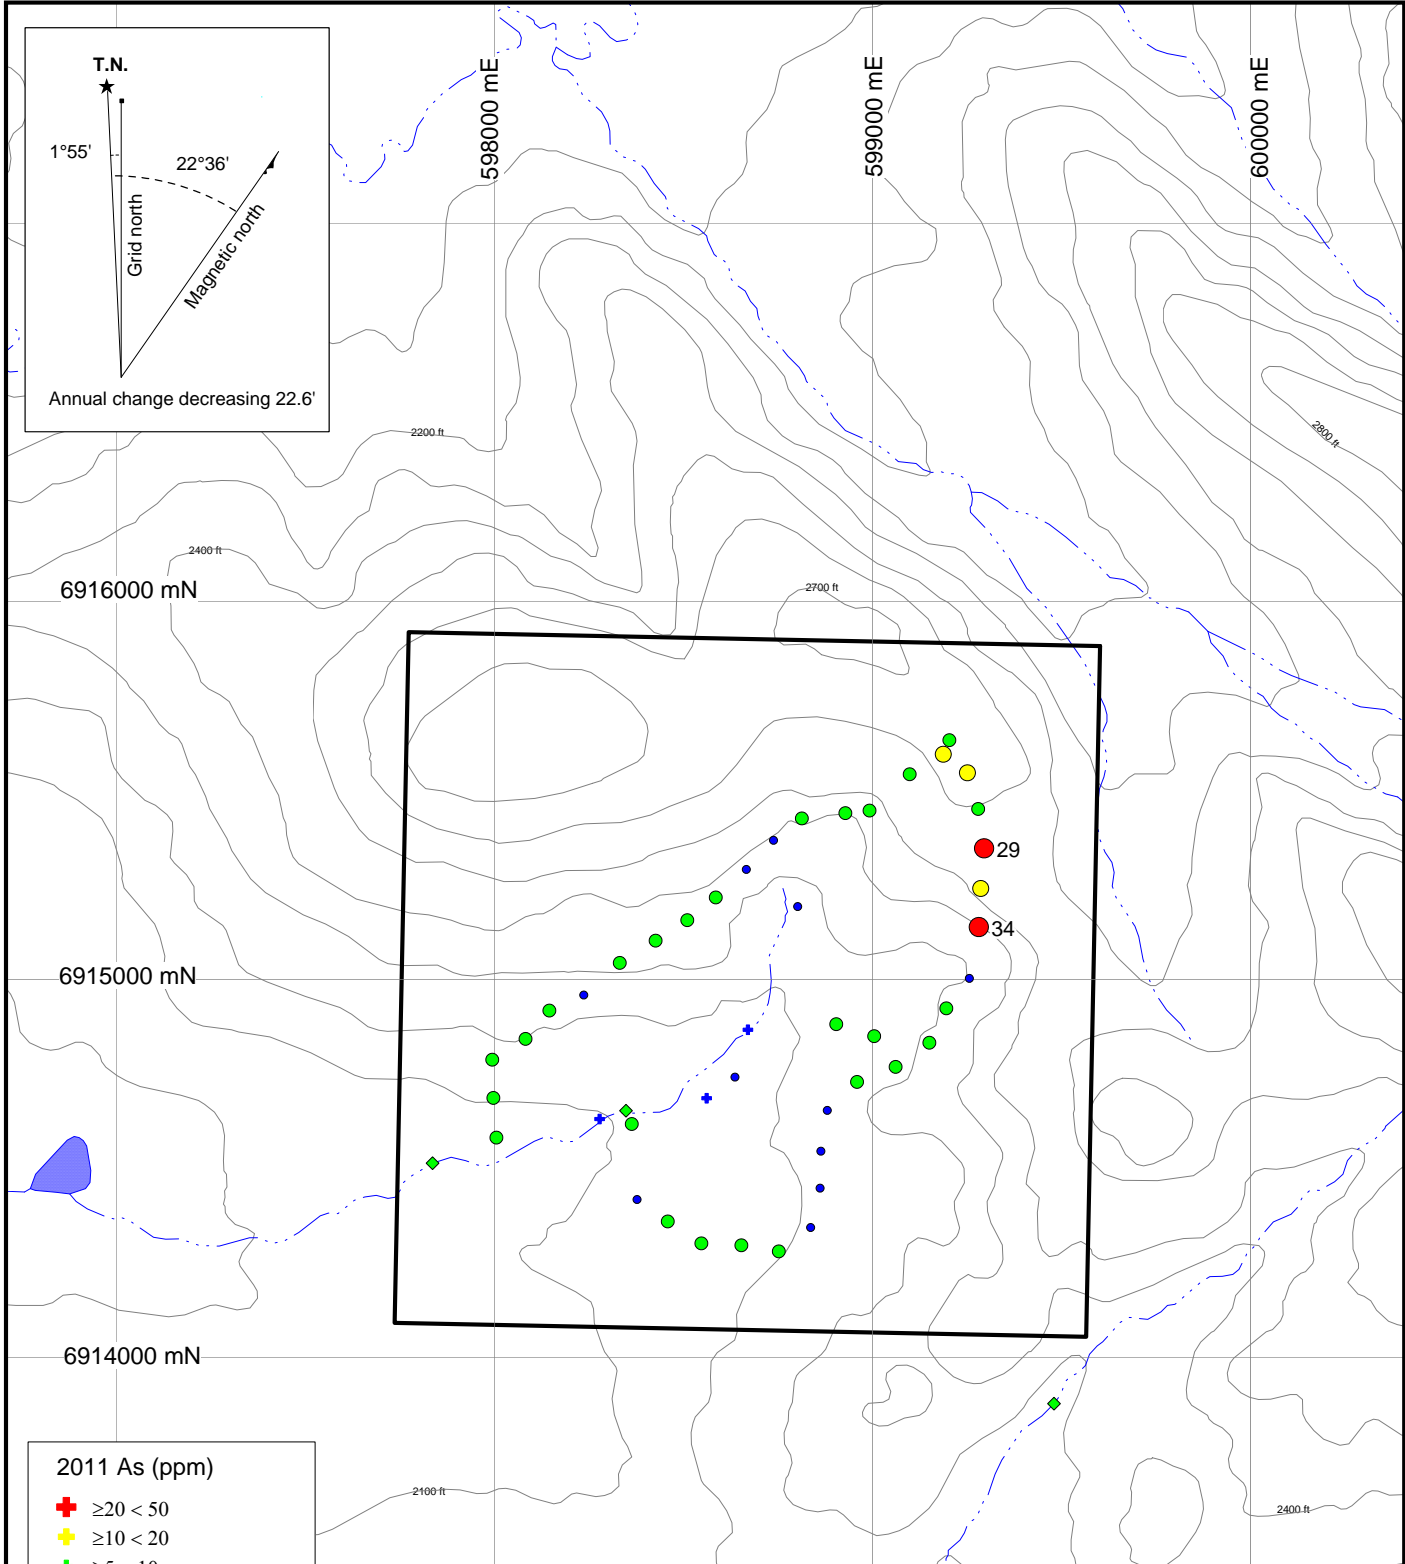 T.N.
1°55'
22°36'
Grid north
Magnetic north
Annual change decreasing 22.6'
598000 mE
599000 mE
600000 mE
2200 ft
2800 ft
2400 ft
6916000 mN
2700 ft
29
34
6915000 mN
6914000 mN
2100 ft
2400 ft
2011 As (ppm)
≥20 < 50
≥10 < 20